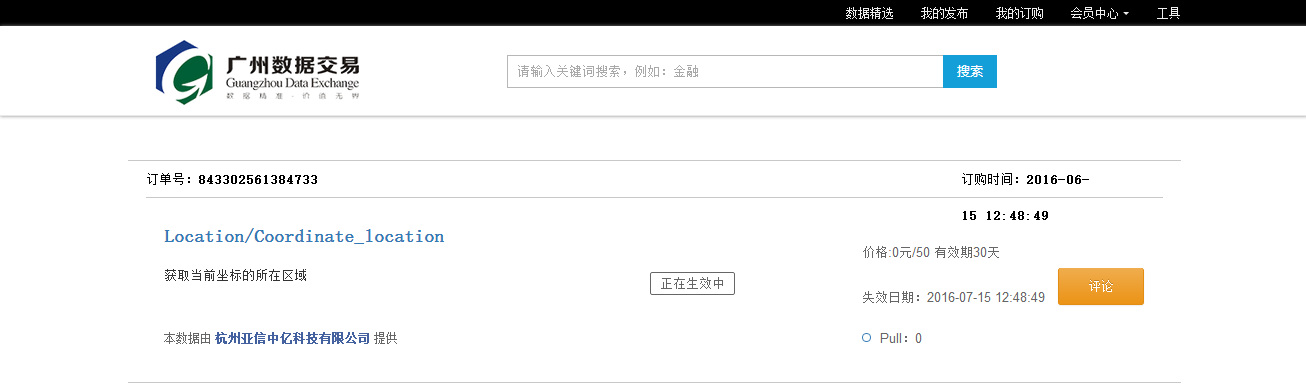 数据精选 我的发布 我的订购 会员中心 工具
广州数据交易
Guangzhou Data Exchange
数据精准·价值无界
请输入关键词搜索，例如：金融 搜索
订单号：843302561384733 订购时间：2016-06-
15 12:48:49
Location/Coordinate_location
价格:0元/50 有效期30天
获取当前坐标的所在区域
正在生效中
评论
失效日期：2016-07-15 12:48:49
本数据由 杭州亚信中亿科技有限公司 提供
Pull：0